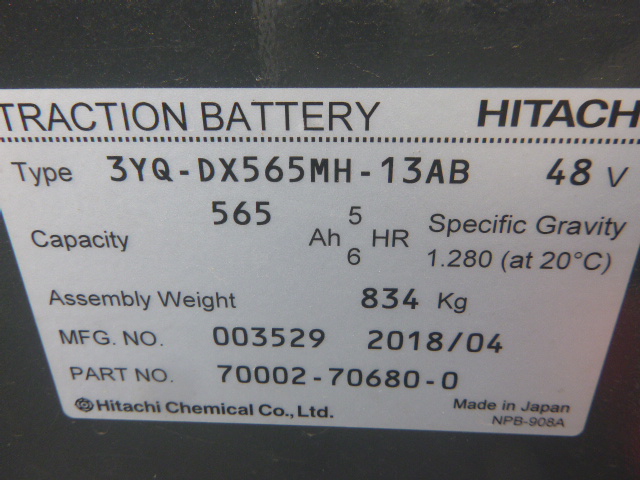 TRACTION BATTERY HITACH
Type 3YQ-DX565MH-13AB 48 V
Capacity 565 Ah 5 HR Specific Gravity
6 1.280 (at 20°C)
Assembly Weight 834 Kg
MFG. NO. 003529 2018/04
PART NO. 70002-70680-0
Hitachi Chemical Co., Ltd. Made in Japan
NPB-908A